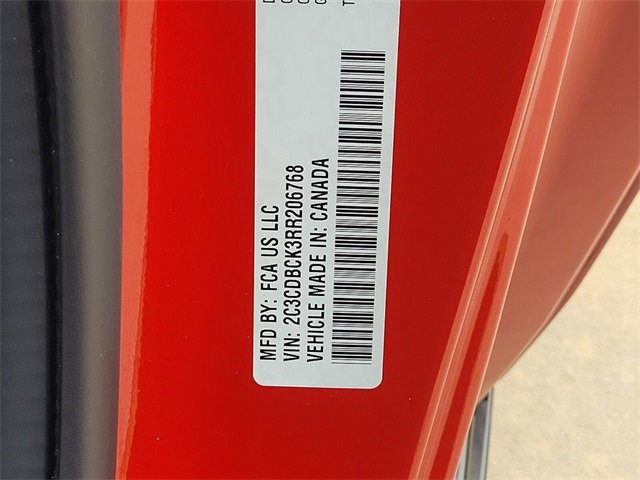 MFD BY: FCA US LLC
VIN: 2C3CDBCK3RR206768
VEHICLE MADE IN: CANADA